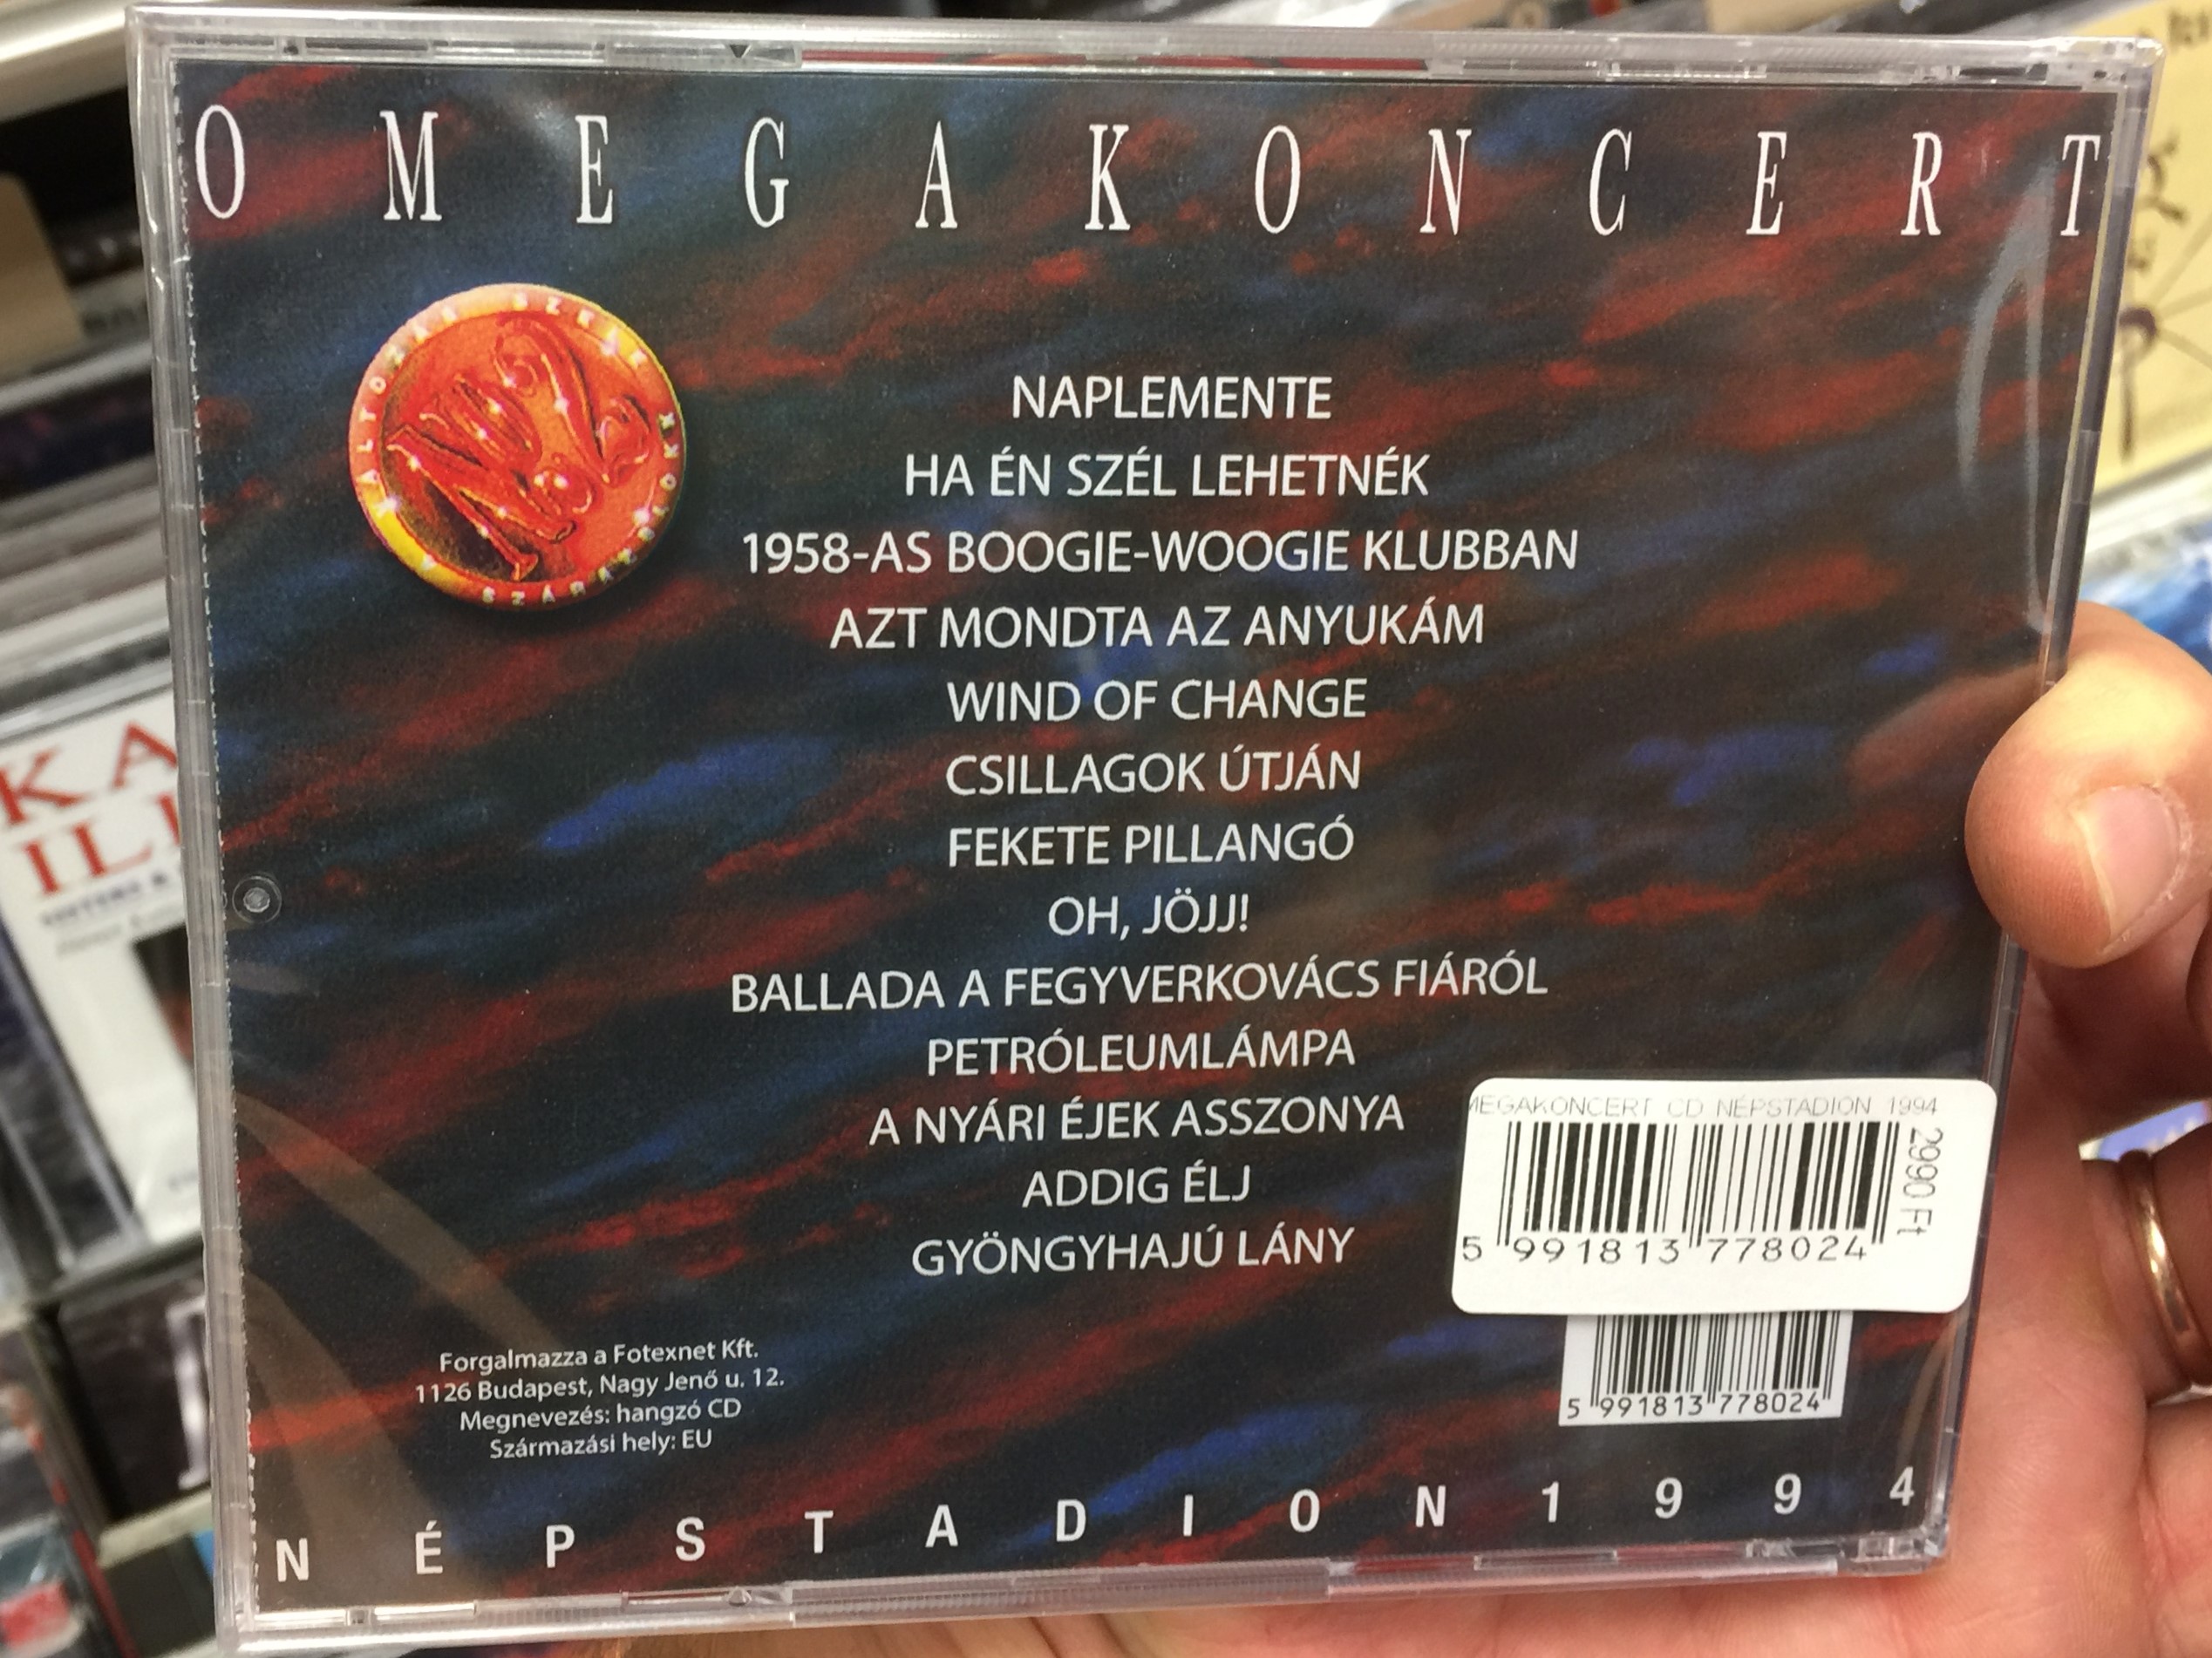 OMEGAKONCERT
NAPLEMENTE
HA ÉN SZÉL LEHETNÉK
1958-AS BOOGIE-WOOGIE KLUBBAN
AZT MONDTA AZ ANYUKÁM
WIND OF CHANGE
CSILLAGOK ÚTJÁN
FEKETE PILLANGÓ
OH, JÖJJ!
BALLADA A FEGYVERKOVÁCS FIÁRÓL
PETRÓLEUMLÁMPA
A NYÁRI ÉJEK ASSZONYA
ADDIG ÉLJ
GYÖNGYHAJÚ LÁNY
MEGAKONCERT CD NÉPSTADION 1994
2990 Ft
5 991813 778024
5 991813 778024
Forgalmazza a Fotexnet Kft.
1126 Budapest, Nagy Jenő u. 12.
Megnevezés: hangzó CD
Származási hely: EU
NÉPSTADION1994
KA